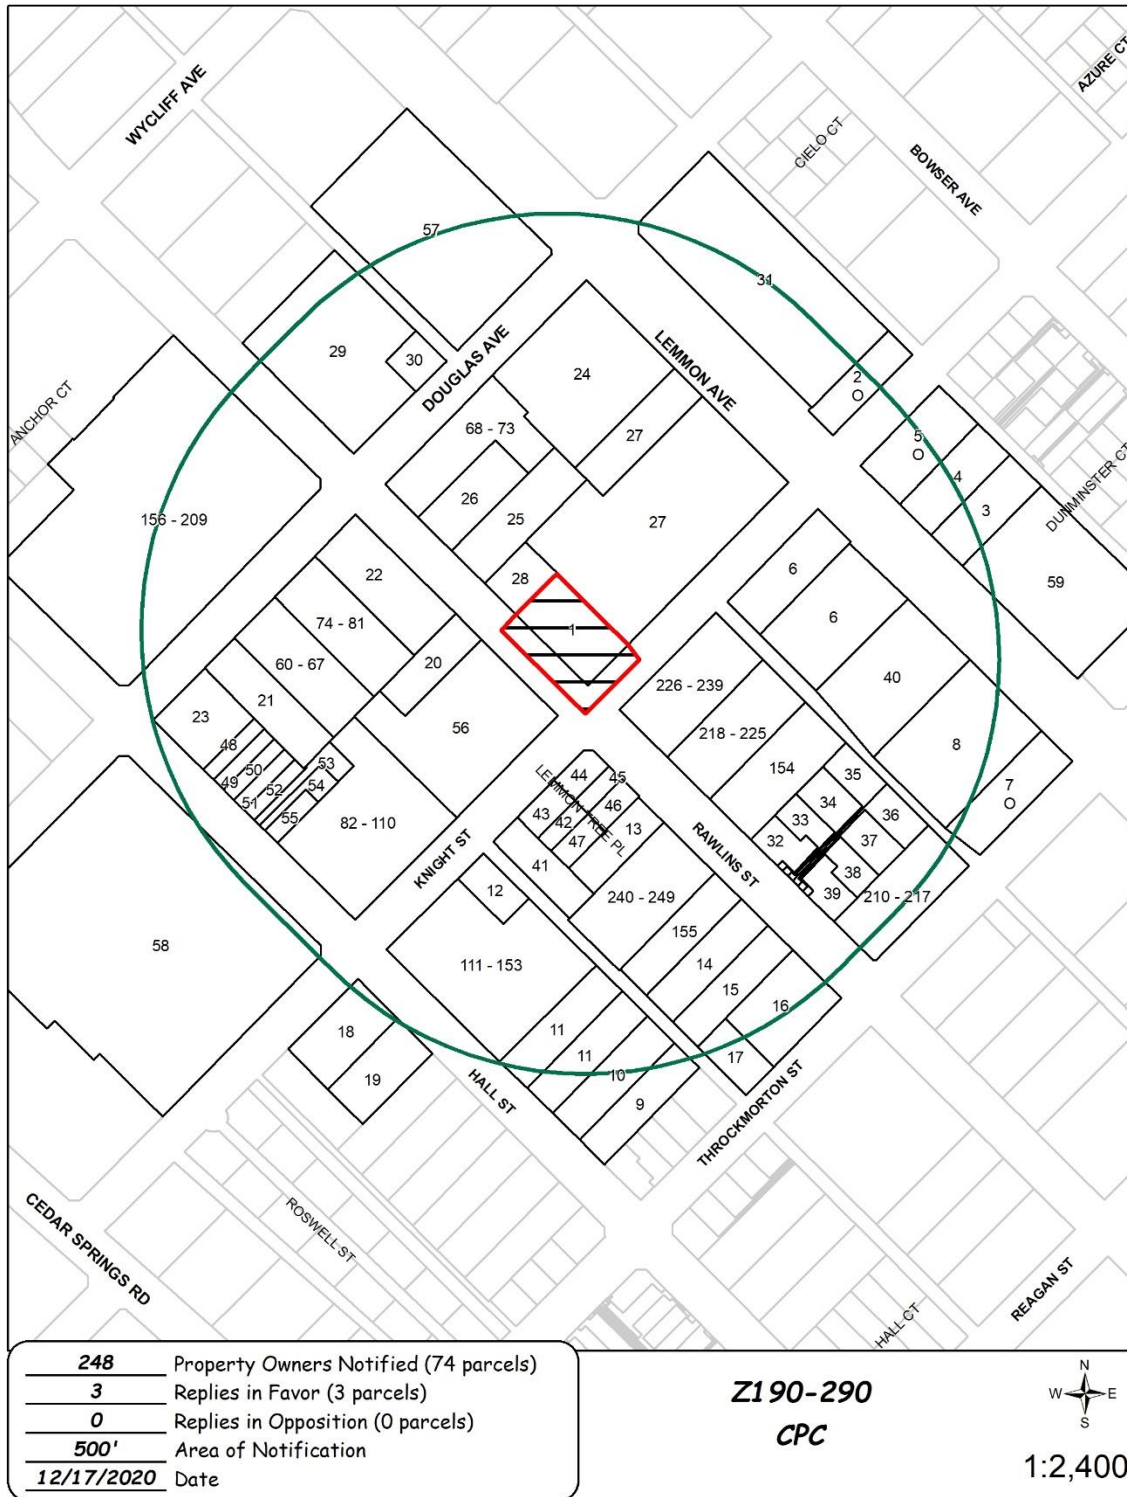 WYCLIFF AVE
AZURE CT
CIELO CT
BOWSER AVE
57
31
29
30
DOUGLAS AVE
LEMMON AVE
24
2
ANCHOR CT
68 - 73
27
5
4
DUNMINSTER CT
26
3
156 - 209
25
27
22
28
6
59
74 - 81
1
6
60 - 67
20
226 - 239
40
21
23
56
218 - 225
8
48
53
154
35
7
50
54
44
45
49
52
LEMMON TREE PL
46
34
36
51
55
43
42
13
33
82 - 110
KNIGHT ST
47
32
37
41
RAWLINS ST
38
12
240 - 249
39
210 - 217
58
155
111 - 153
14
15
16
18
11
11
17
19
10
HALL ST
9
THROCKMORTON ST
CEDAR SPRINGS RD
ROSWELL ST
REAGAN ST
HALL CT
248 Property Owners Notified (74 parcels)
3 Replies in Favor (3 parcels)
0 Replies in Opposition (0 parcels)
500' Area of Notification
12/17/2020 Date
Z190-290
CPC
N
W E
S
1:2,400